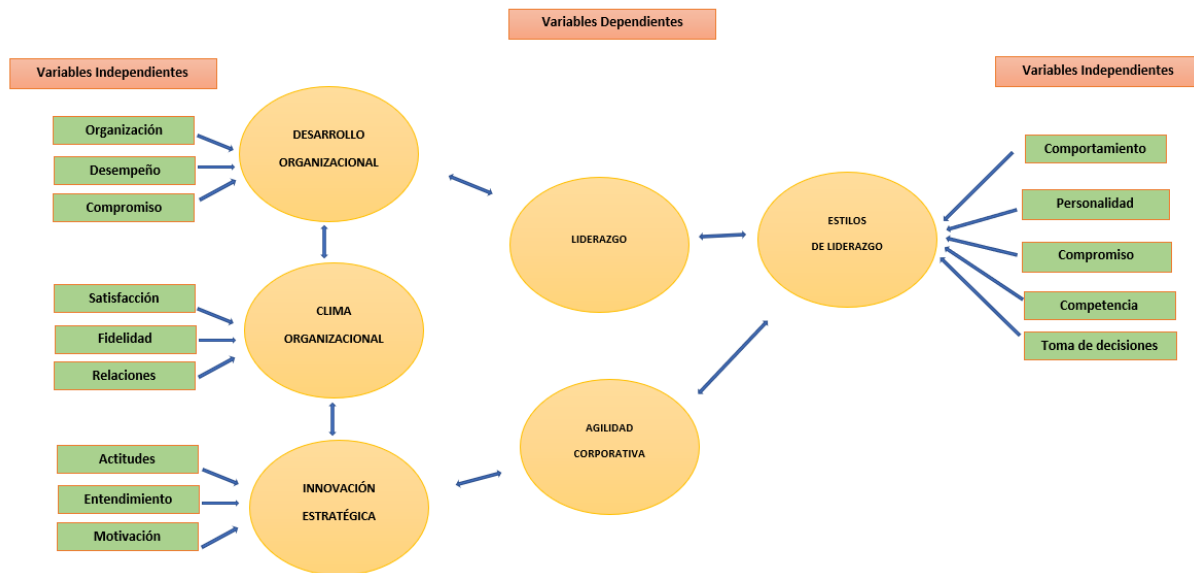 Variables Dependientes
Variables Independientes
Variables Independientes
Organización
Desempeño
Compromiso
DESARROLLO
ORGANIZACIONAL
Satisfacción
Fidelidad
Relaciones
CLIMA
ORGANIZACIONAL
Actitudes
Entendimiento
Motivación
INNOVACIÓN
ESTRATÉGICA
LIDERAZGO
AGILIDAD
CORPORATIVA
ESTILOS
DE LIDERAZGO
Comportamiento
Personalidad
Compromiso
Competencia
Toma de decisiones